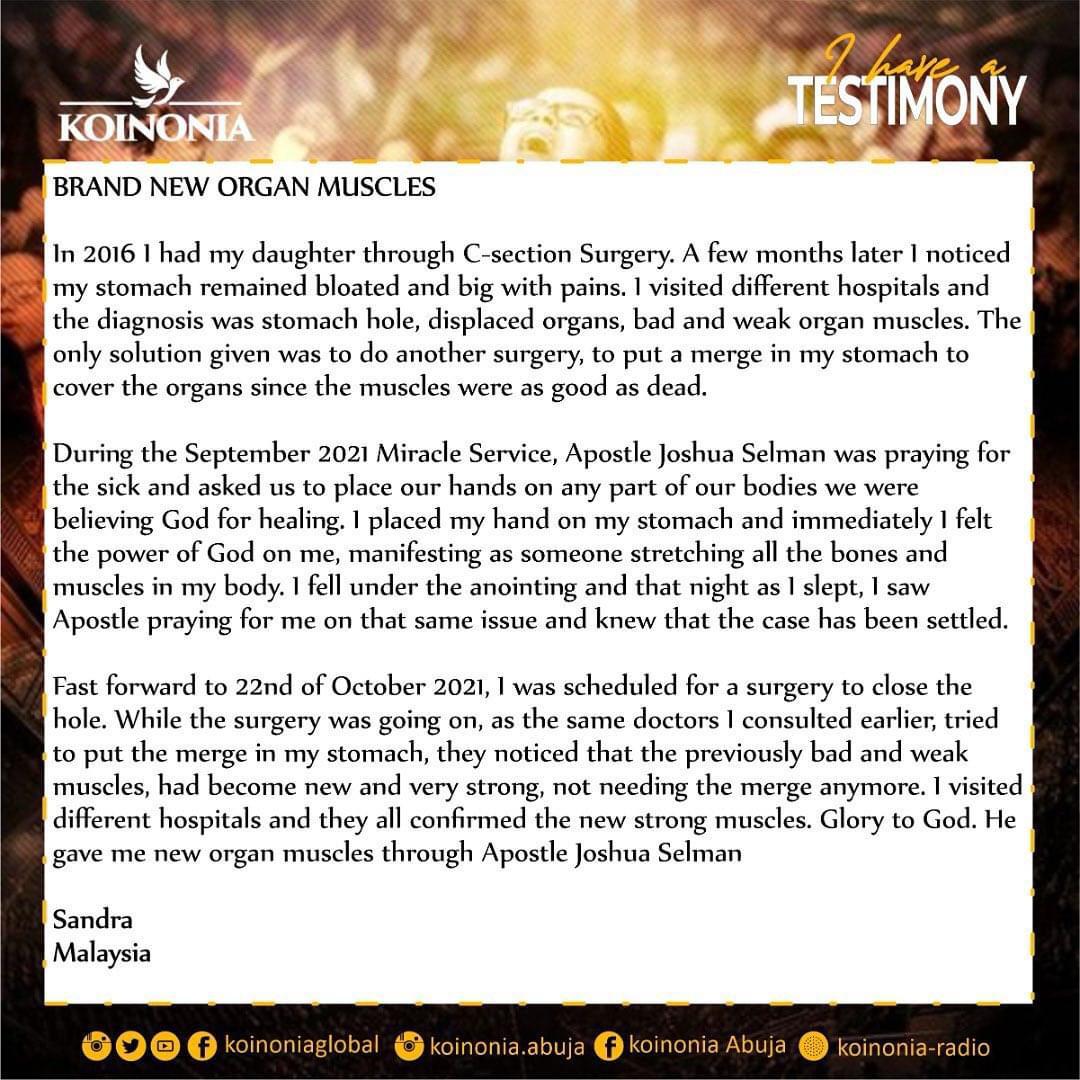 KOINONIA
I have a
TESTIMONY
BRAND NEW ORGAN MUSCLES
In 2016 I had my daughter through C-section Surgery. A few months later I noticed
my stomach remained bloated and big with pains. I visited different hospitals and
the diagnosis was stomach hole, displaced organs, bad and weak organ muscles. The
only solution given was to do another surgery, to put a merge in my stomach to
cover the organs since the muscles were as good as dead.
During the September 2021 Miracle Service, Apostle Joshua Selman was praying for
the sick and asked us to place our hands on any part of our bodies we were
believing God for healing. I placed my hand on my stomach and immediately I felt
the power of God on me, manifesting as someone stretching all the bones and
muscles in my body. I fell under the anointing and that night as I slept, I saw
Apostle praying for me on that same issue and knew that the case has been settled.
Fast forward to 22nd of October 2021, I was scheduled for a surgery to close the
hole. While the surgery was going on, as the same doctors I consulted earlier, tried
to put the merge in my stomach, they noticed that the previously bad and weak
muscles, had become new and very strong, not needing the merge anymore. I visited
different hospitals and they all confirmed the new strong muscles. Glory to God. He
gave me new organ muscles through Apostle Joshua Selman
Sandra
Malaysia
koinoniaglobal koinonia.abuja koinonia Abuja koinonia-radio